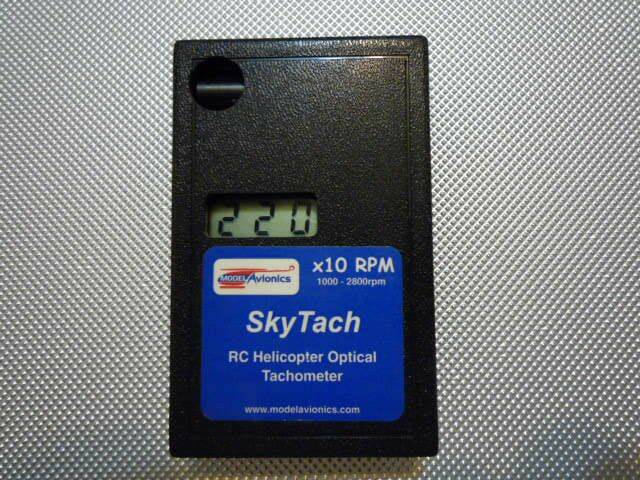 220
MODEL Avionics
x10 RPM
1000 - 2800rpm
SkyTach
RC Helicopter Optical
Tachometer
www.modelavionics.com